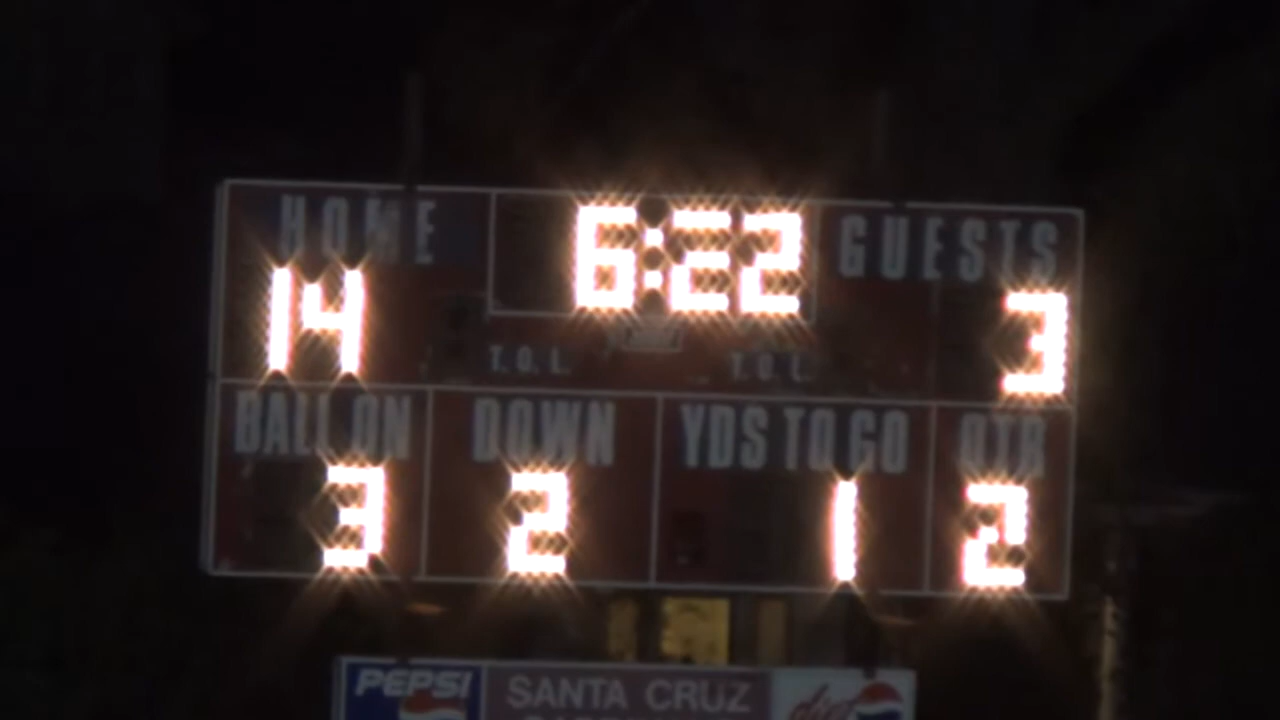 HOME 6:22 GUESTS
14 3
T.O.L. T.O.L.
BALL ON DOWN YDS TO GO QTR
3 2 1 2
PEPSI SANTA CRUZ